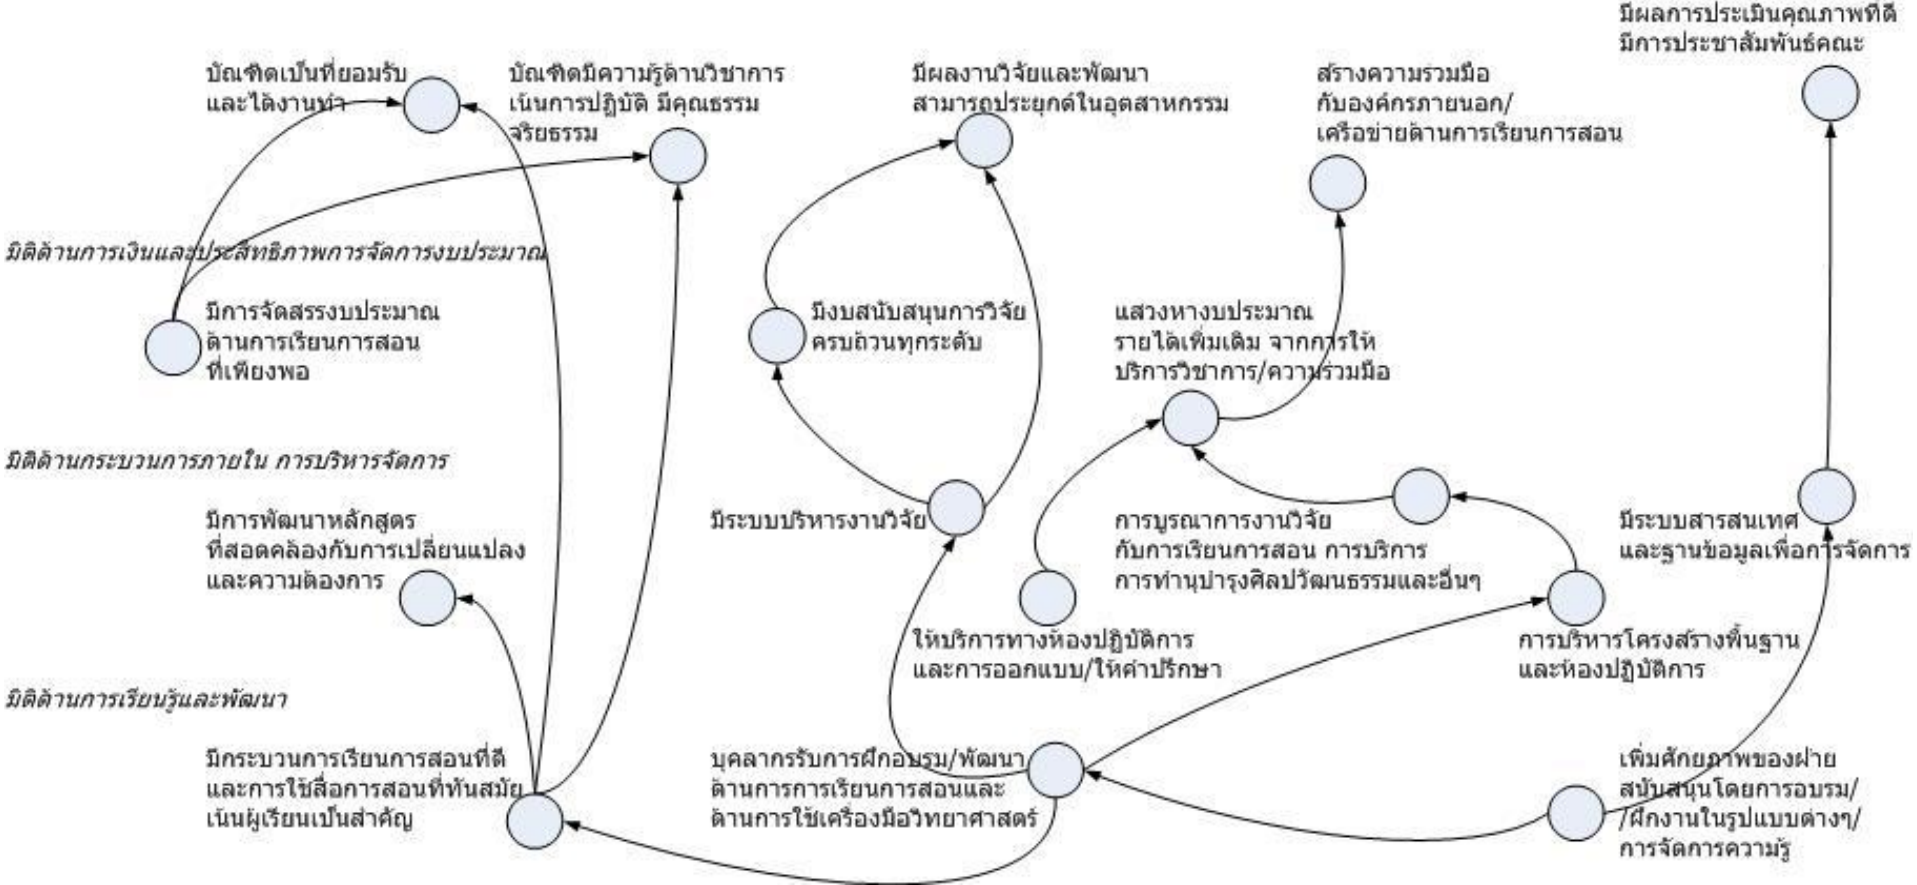 มีผลการประเมินคุณภาพที่ดี
มีการประชาสัมพันธ์คณะ
บัณฑิตเป็นที่ยอมรับ
และได้งานทำ
บัณฑิตมีความรู้ด้านวิชาการ
เน้นการปฏิบัติ มีคุณธรรม
จริยธรรม
มีผลงานวิจัยและพัฒนา
สามารถประยุกต์ในอุตสาหกรรม
สร้างความร่วมมือ
กับองค์กรภายนอก/
เครือข่ายด้านการเรียนการสอน
มิติด้านการเงินและประสิทธิภาพการจัดการงบประมาณ
มีการจัดสรรงบประมาณ
ด้านการเรียนการสอน
ที่เพียงพอ
มีงบสนับสนุนการวิจัย
ครบถ้วนทุกระดับ
แสวงหางบประมาณ
รายได้เพิ่มเติม จากการให้
บริการวิชาการ/ความร่วมมือ
มิติด้านกระบวนการภายใน การบริหารจัดการ
มีการพัฒนาหลักสูตร
ที่สอดคล้องกับการเปลี่ยนแปลง
และความต้องการ
มีระบบบริหารงานวิจัย
การบูรณาการงานวิจัย
กับการเรียนการสอน การบริการ
การทำนุบำรุงศิลปวัฒนธรรมและอื่นๆ
มีระบบสารสนเทศ
และฐานข้อมูลเพื่อการจัดการ
ให้บริการทางห้องปฏิบัติการ
และการออกแบบ/ให้คำปรึกษา
การบริหารโครงสร้างพื้นฐาน
และห้องปฏิบัติการ
มิติด้านการเรียนรู้และพัฒนา
มีกระบวนการเรียนการสอนที่ดี
และการใช้สื่อการสอนที่ทันสมัย
เน้นผู้เรียนเป็นสำคัญ
บุคลากรรับการฝึกอบรม/พัฒนา
ด้านการการเรียนการสอนและ
ด้านการใช้เครื่องมือวิทยาศาสตร์
เพิ่มศักยภาพของฝ่าย
สนับสนุนโดยการอบรม/
/ฝึกงานในรูปแบบต่างๆ/
การจัดการความรู้